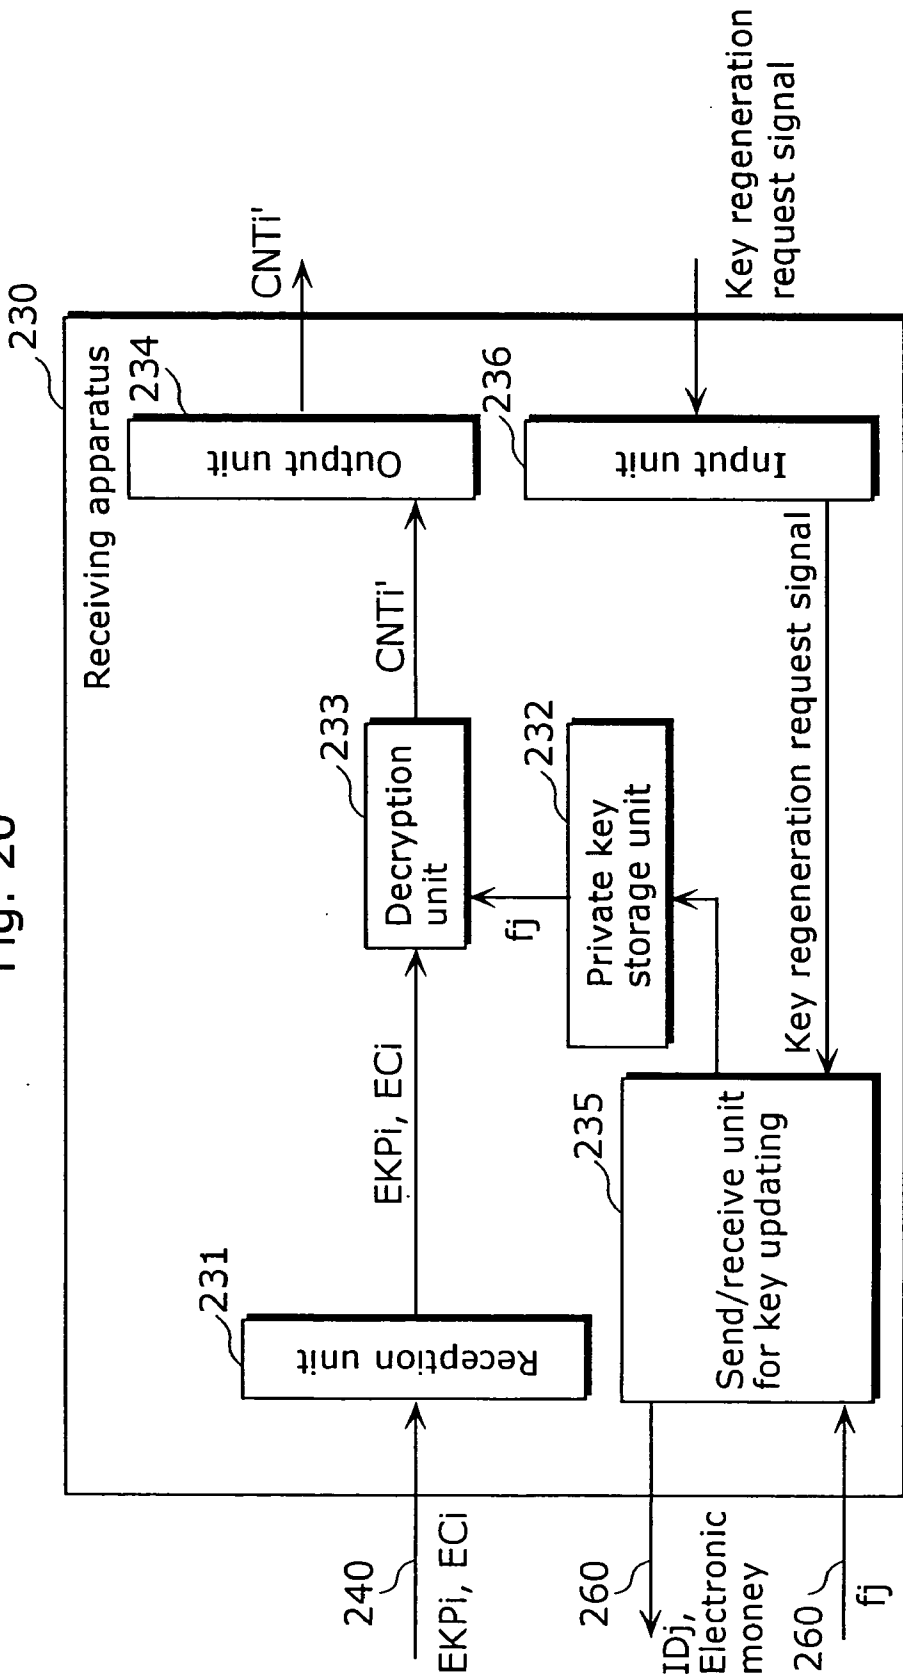 Fig.
230
Receiving apparatus
231
Reception unit
240
EKPi, ECi
EKPi, ECi
233
Decryption
unit
CNTi'
234
Output unit
CNTi'
fj
232
Private key
storage unit
236
Input unit
Key regeneration
request signal
Key regeneration request signal
235
Send/receive unit
for key updating
260
IDj,
Electronic
money
260
fj